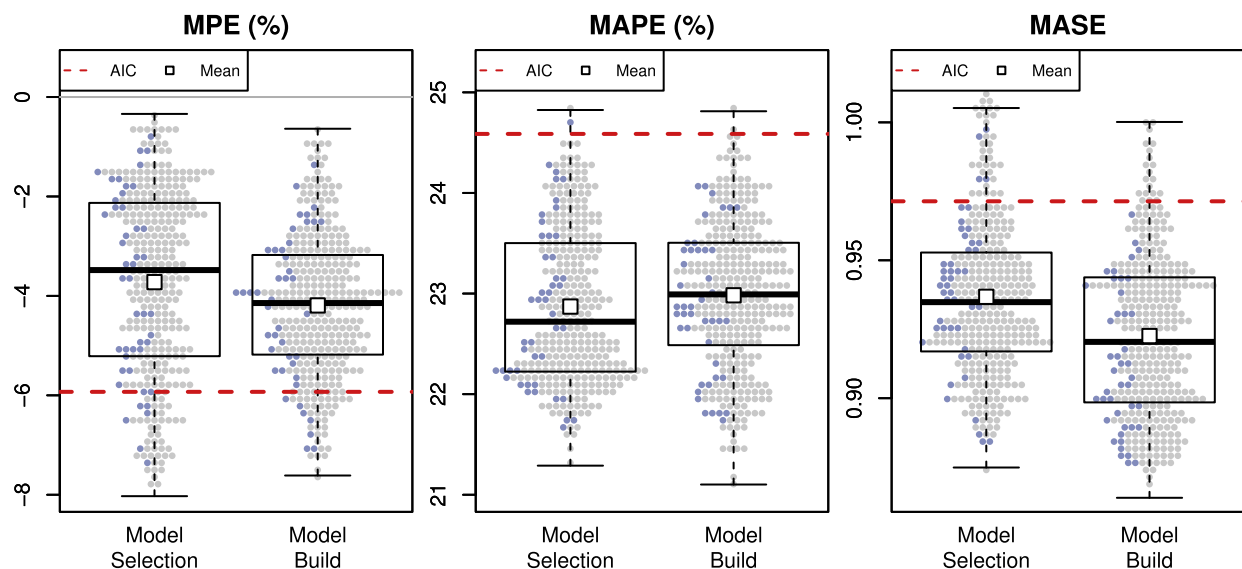 MPE (%)
AIC Mean
0
−2
−4
−6
−8
Model
Selection
Model
Build
MAPE (%)
AIC Mean
25
24
23
22
21
Model
Selection
Model
Build
MASE
AIC Mean
1.00
0.95
0.90
Model
Selection
Model
Build